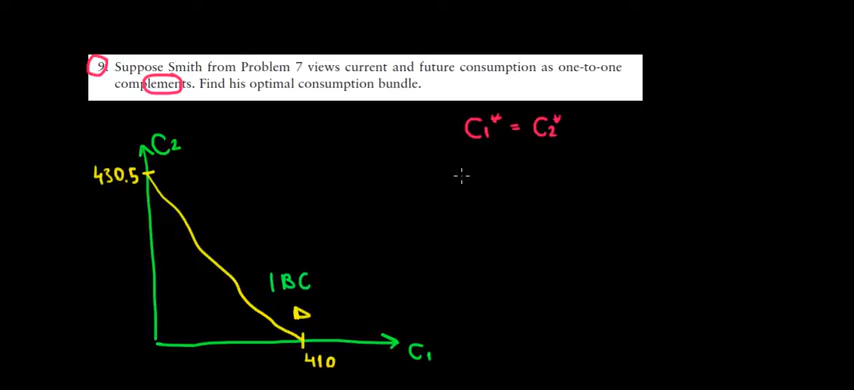 9. Suppose Smith from Problem 7 views current and future consumption as one-to-one
complements. Find his optimal consumption bundle.
C1* = C2*
C2
430.5
IBC
410
C1